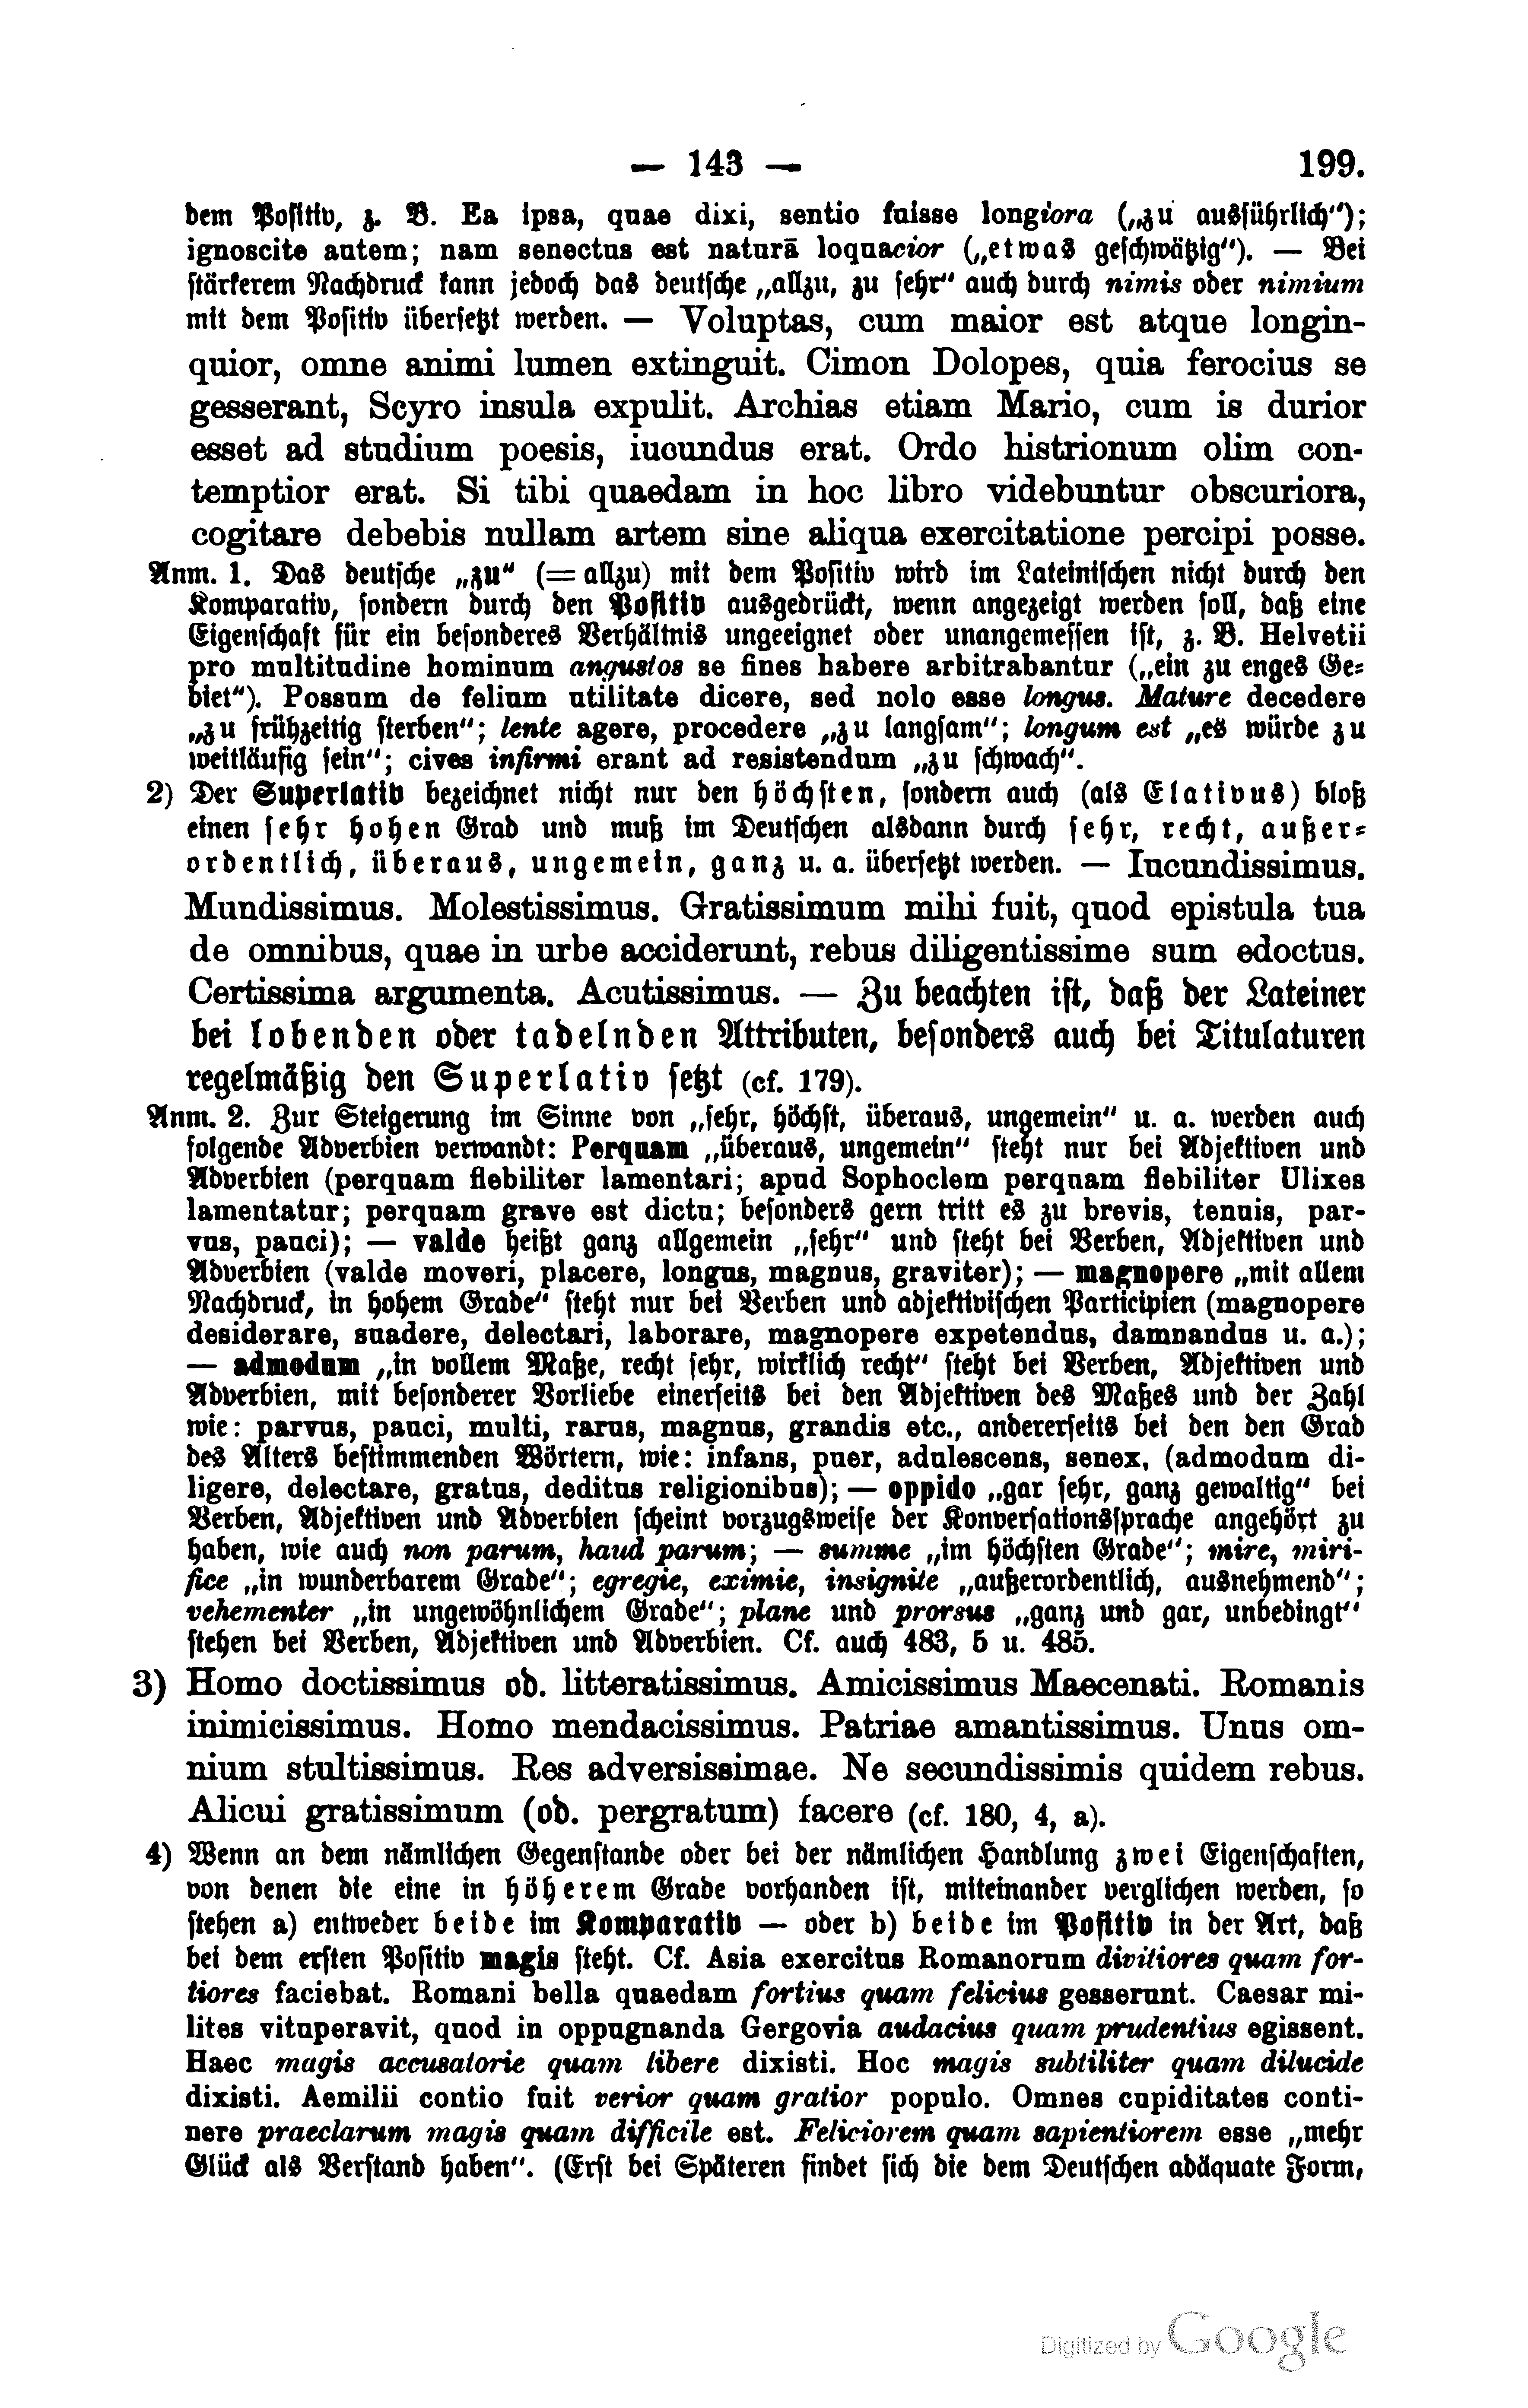 — 143 — 199.
dem Positiv, z. B. Ea ipsa, quae dixi, sentio fuisse longiora („zu ausführlich“);
ignoscite autem; nam senectus est naturā loquacior („etwas geschwätzig“). — Bei
stärkerem Nachdruck kann jedoch das deutsche „allzu, zu sehr“ auch durch nimis oder nimium
mit dem Positiv übersetzt werden. — Voluptas, cum maior est atque longin-
quior, omne animi lumen extinguit. Cimon Dolopes, quia ferocius se
gesserant, Scyro insula expulit. Archias etiam Mario, cum is durior
esset ad studium poesis, iucundus erat. Ordo histrionum olim con-
temptior erat. Si tibi quaedam in hoc libro videbuntur obscuriora,
cogitare debebis nullam artem sine aliqua exercitatione percipi posse.
Anm. 1. Das deutsche „zu“ (= allzu) mit dem Positiv wird im Lateinischen nicht durch den
Komparativ, sondern durch den Positiv ausgedrückt, wenn angezeigt werden soll, daß eine
Eigenschaft für ein besonderes Verhältnis ungeeignet oder unangemessen ist, z. B. Helvetii
pro multitudine hominum angustos se fines habere arbitrabantur („ein zu enges Ge-
biet“). Possum de felium utilitate dicere, sed nolo esse longus. Mature decedere
„zu frühzeitig sterben“; lente agere, procedere „zu langsam“; longum est „es würde zu
weitläufig sein“; cives infirmi erant ad resistendum „zu schwach“.
2) Der Superlativ bezeichnet nicht nur den höchsten, sondern auch (als Elativus) bloß
einen sehr hohen Grad und muß im Deutschen alsdann durch sehr, recht, außer-
ordentlich, überaus, ungemein, ganz u. a. übersetzt werden. — Iucundissimus.
Mundissimus. Molestissimus. Gratissimum mihi fuit, quod epistula tua
de omnibus, quae in urbe acciderunt, rebus diligentissime sum edoctus.
Certissima argumenta. Acutissimus. — Zu beachten ist, daß der Lateiner
bei lobenden oder tadelnden Attributen, besonders auch bei Titulaturen
regelmäßig den Superlativ setzt (cf. 179).
Anm. 2. Zur Steigerung im Sinne von „sehr, höchst, überaus, ungemein“ u. a. werden auch
folgende Adverbien verwandt: Perquam „überaus, ungemein“ steht nur bei Adjektiven und
Adverbien (perquam flebiliter lamentari; apud Sophoclem perquam flebiliter Ulixes
lamentatur; perquam grave est dictu; besonders gern tritt es zu brevis, tenuis, par-
vus, pauci); — valde heißt ganz allgemein „sehr“ und steht bei Verben, Adjektiven und
Adverbien (valde moveri, placere, longus, magnus, graviter); — magnopere „mit allem
Nachdruck, in hohem Grade“ steht nur bei Verben und adjektivischen Participien (magnopere
desiderare, suadere, delectari, laborare, magnopere expetendus, damnandus u. a.);
— admodum „in vollem Maße, recht sehr, wirklich recht“ steht bei Verben, Adjektiven und
Adverbien, mit besonderer Vorliebe einerseits bei den Adjektiven des Maßes und der Zahl
wie: parvus, pauci, multi, rarus, magnus, grandis etc., andererseits bei den den Grad
des Alters bestimmenden Wörtern, wie: infans, puer, adulescens, senex, (admodum di-
ligere, delectare, gratus, deditus religionibus); — oppido „gar sehr, ganz gewaltig“ bei
Verben, Adjektiven und Adverbien scheint vorzugsweise der Konversationssprache angehört zu
haben, wie auch non parum, haud parum; — summe „im höchsten Grade“; mire, miri-
fice „in wunderbarem Grade“; egregie, eximie, insignite „außerordentlich, ausnehmend“;
vehementer „in ungewöhnlichem Grade“; plane und prorsus „ganz und gar, unbedingt“
stehen bei Verben, Adjektiven und Adverbien. Cf. auch 483, 5 u. 485.
3) Homo doctissimus od. litteratissimus. Amicissimus Maecenati. Romanis
inimicissimus. Homo mendacissimus. Patriae amantissimus. Unus om-
nium stultissimus. Res adversissimae. Ne secundissimis quidem rebus.
Alicui gratissimum (od. pergratum) facere (cf. 180, 4, a).
4) Wenn an dem nämlichen Gegenstande oder bei der nämlichen Handlung zwei Eigenschaften,
von denen die eine in höherem Grade vorhanden ist, miteinander verglichen werden, so
stehen a) entweder beide im Komparativ — oder b) beide im Positiv in der Art, daß
bei dem ersten Positiv magis steht. Cf. Asia exercitus Romanorum divitiores quam for-
tiores faciebat. Romani bella quaedam fortius quam felicius gesserunt. Caesar mi-
lites vituperavit, quod in oppugnanda Gergovia audacius quam prudentius egissent.
Haec magis accusatorie quam libere dixisti. Hoc magis subtiliter quam dilucide
dixisti. Aemilii contio fuit verior quam gratior populo. Omnes cupiditates conti-
nere praeclarum magis quam difficile est. Feliciorem quam sapientiorem esse „mehr
Glück als Verstand haben“. (Erst bei Späteren findet sich die dem Deutschen adäquate Form,
Digitized by Google